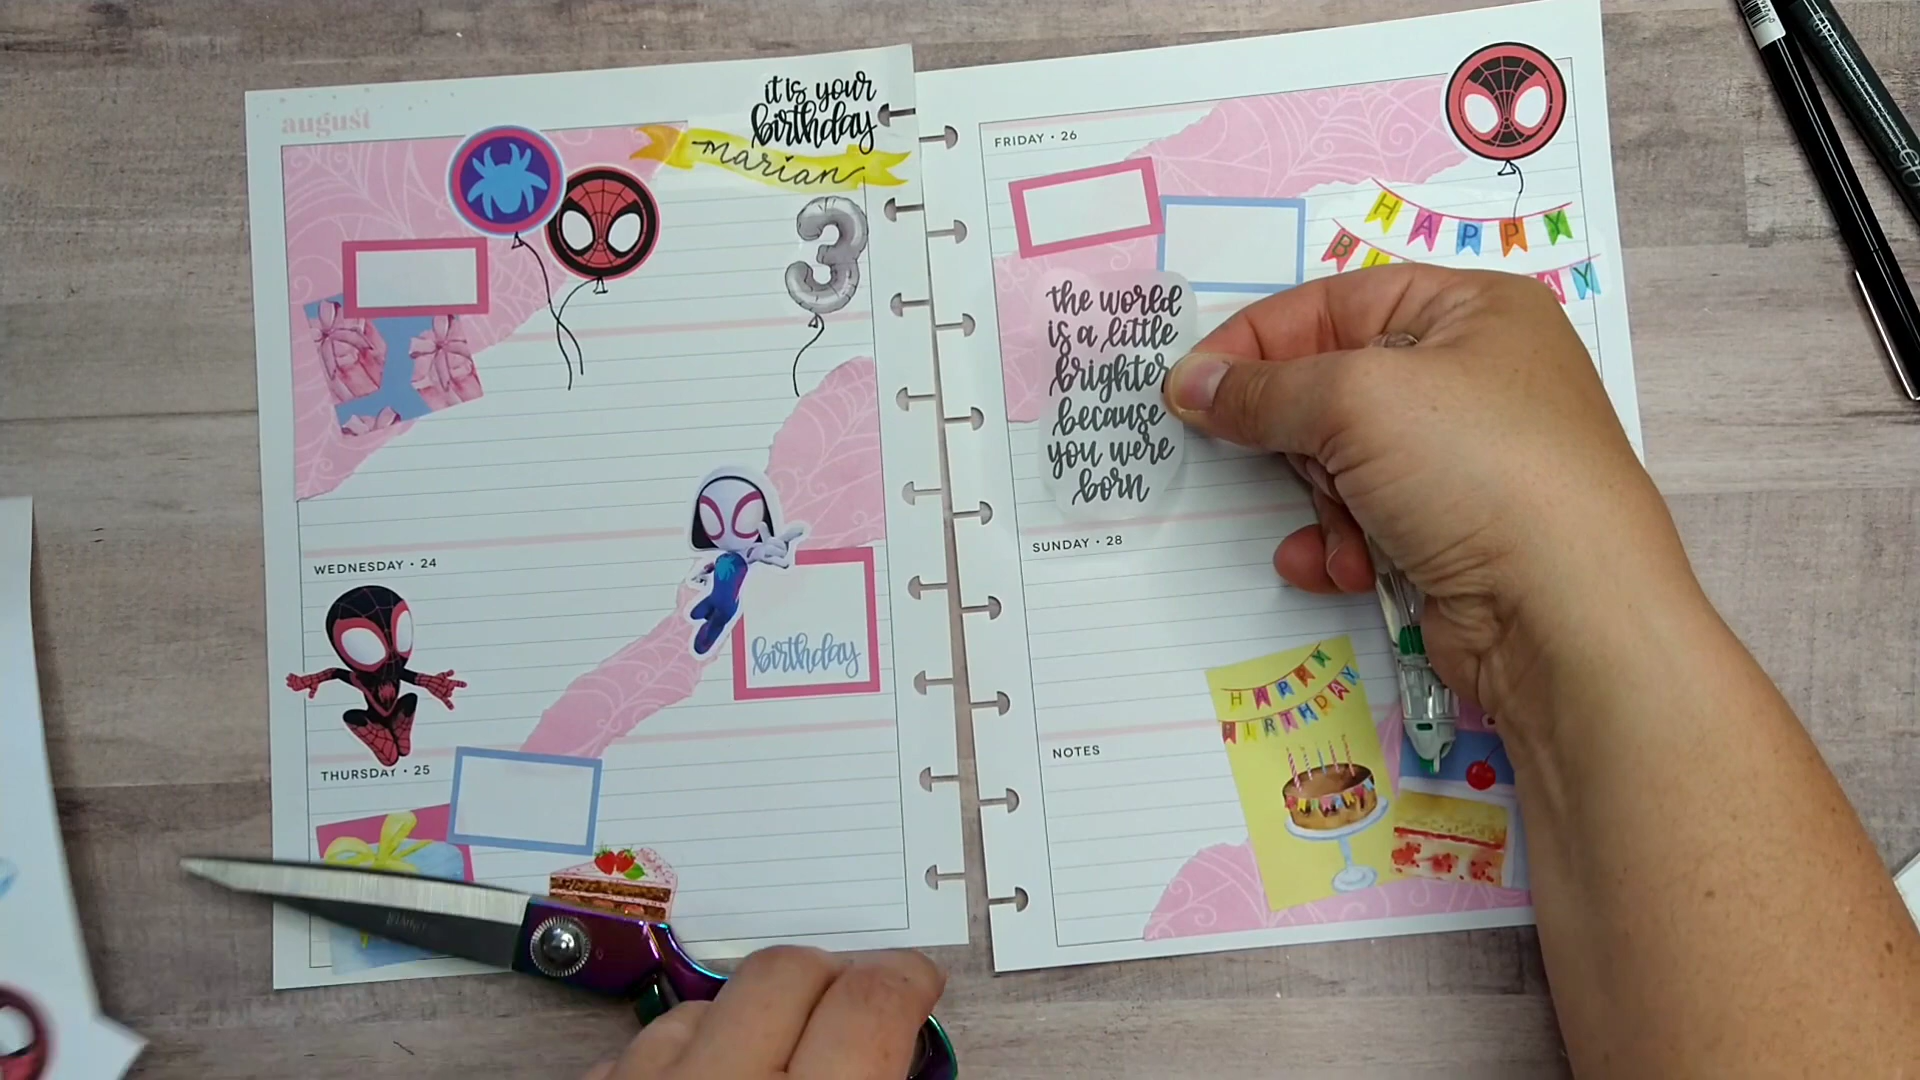 august
it is your
birthday
marian
3
WEDNESDAY • 24
birthday
THURSDAY • 25
FRIDAY • 26
HAPPY
the world
is a little
brighter
because
you were
born
SUNDAY • 28
NOTES
HAPPY
BIRTHDAY